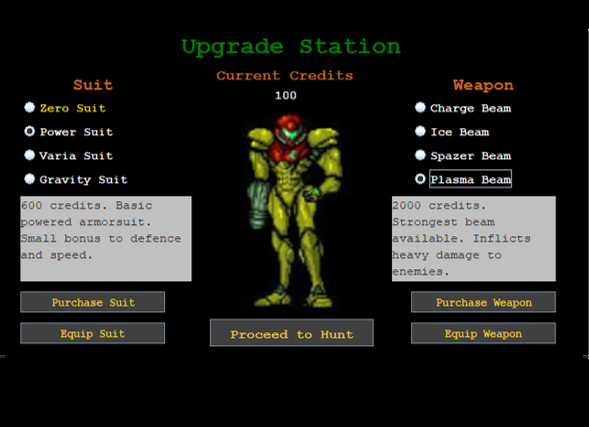 Upgrade Station
Current Credits
100
Suit
Zero Suit
Power Suit
Varia Suit
Gravity Suit
600 credits. Basic
powered armorsuit.
Small bonus to defence
and speed.
Purchase Suit
Equip Suit
Proceed to Hunt
Weapon
Charge Beam
Ice Beam
Spazer Beam
Plasma Beam
2000 credits.
Strongest beam
available. Inflicts
heavy damage to
enemies.
Purchase Weapon
Equip Weapon